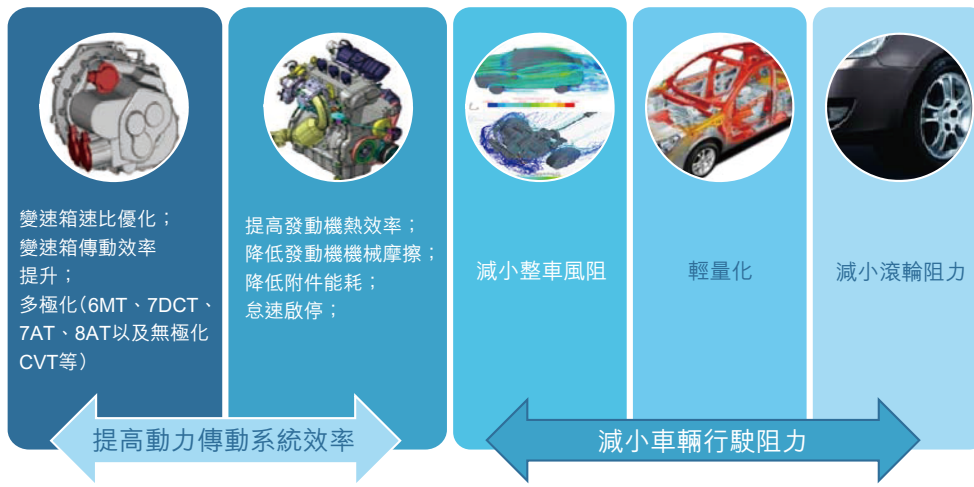 變速箱速比優化；
變速箱傳動效率
提升；
多極化（6MT、7DCT、
7AT、8AT以及無極化
CVT等）
提高發動機熱效率；
降低發動機機械摩擦；
降低附件能耗；
怠速啟停；
減小整車風阻
輕量化
減小滾輪阻力
提高動力傳動系統效率
減小車輛行駛阻力